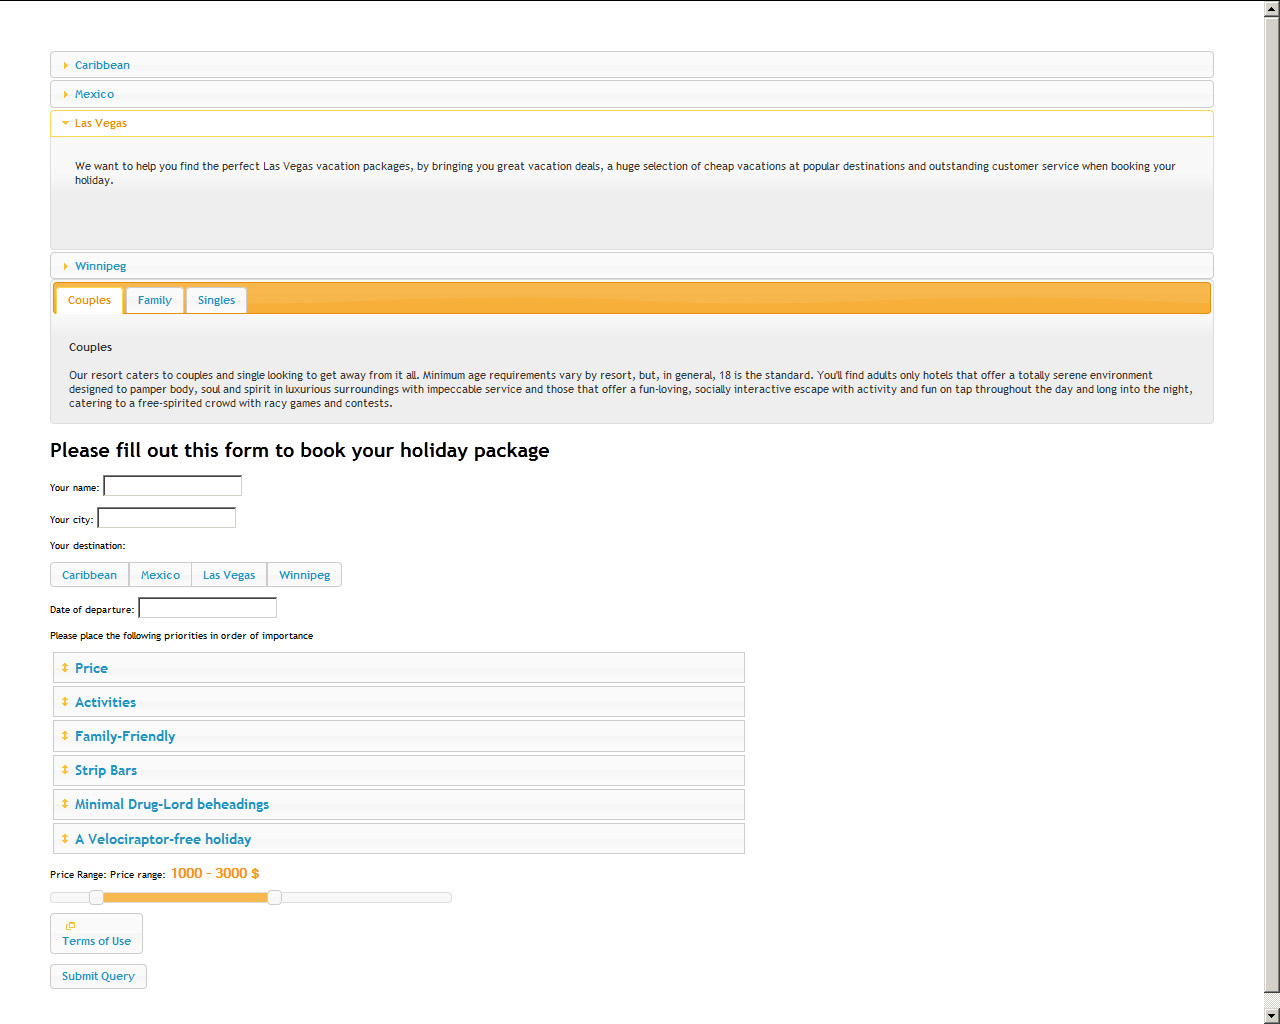 Caribbean
Mexico
Las Vegas
We want to help you find the perfect Las Vegas vacation packages, by bringing you great vacation deals, a huge selection of cheap vacations at popular destinations and outstanding customer service when booking your
holiday.
Winnipeg
Couples Family Singles
Couples
Our resort caters to couples and single looking to get away from it all. Minimum age requirements vary by resort, but, in general, 18 is the standard. You'll find adults only hotels that offer a totally serene environment
designed to pamper body, soul and spirit in luxurious surroundings with impeccable service and those that offer a fun-loving, socially interactive escape with activity and fun on tap throughout the day and long into the night,
catering to a free-spirited crowd with racy games and contests.
Please fill out this form to book your holiday package
Your name:
Your city:
Your destination:
Caribbean Mexico Las Vegas Winnipeg
Date of departure:
Please place the following priorities in order of importance
Price
Activities
Family-Friendly
Strip Bars
Minimal Drug-Lord beheadings
A Velociraptor-free holiday
Price Range: Price range: 1000 - 3000 $
Terms of Use
Submit Query